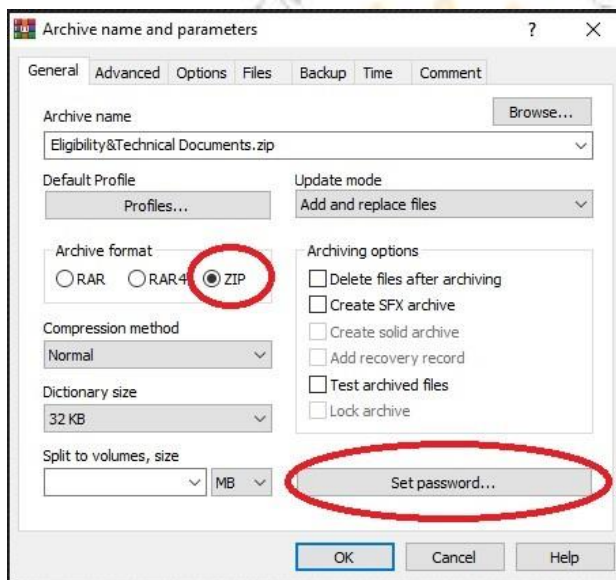 Archive name and parameters ? X
General Advanced Options Files Backup Time Comment
Archive name
Browse...
Eligibility&Technical Documents.zip
Default Profile
Profiles...
Update mode
Add and replace files
Archive format
RAR RAR4 ZIP
Compression method
Normal
Dictionary size
32 KB
Split to volumes, size
MB
Archiving options
Delete files after archiving
Create SFX archive
Create solid archive
Add recovery record
Test archived files
Lock archive
Set password...
OK Cancel Help